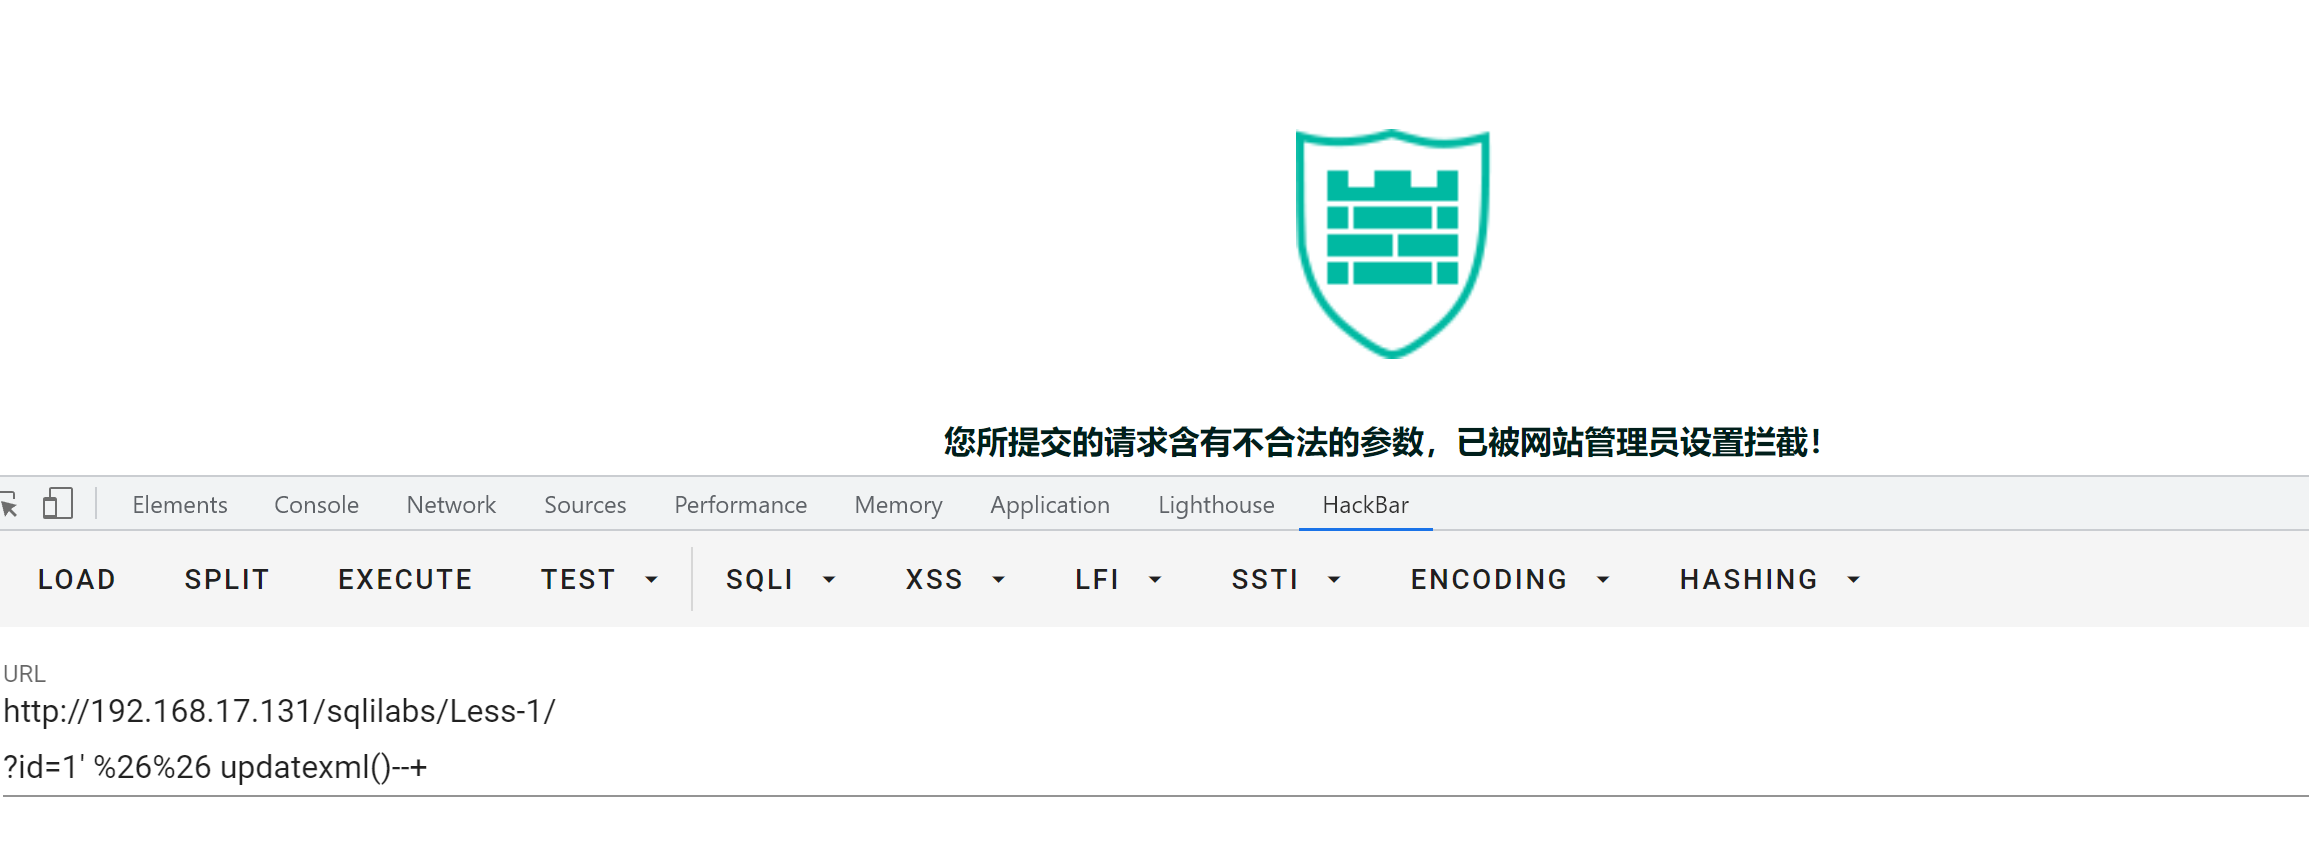 您所提交的请求含有不合法的参数，已被网站管理员设置拦截！
Elements Console Network Sources Performance Memory Application Lighthouse HackBar
LOAD SPLIT EXECUTE TEST SQLI XSS LFI SSTI ENCODING HASHING
URL
http://192.168.17.131/sqlilabs/Less-1/
?id=1' %26%26 updatexml()--+